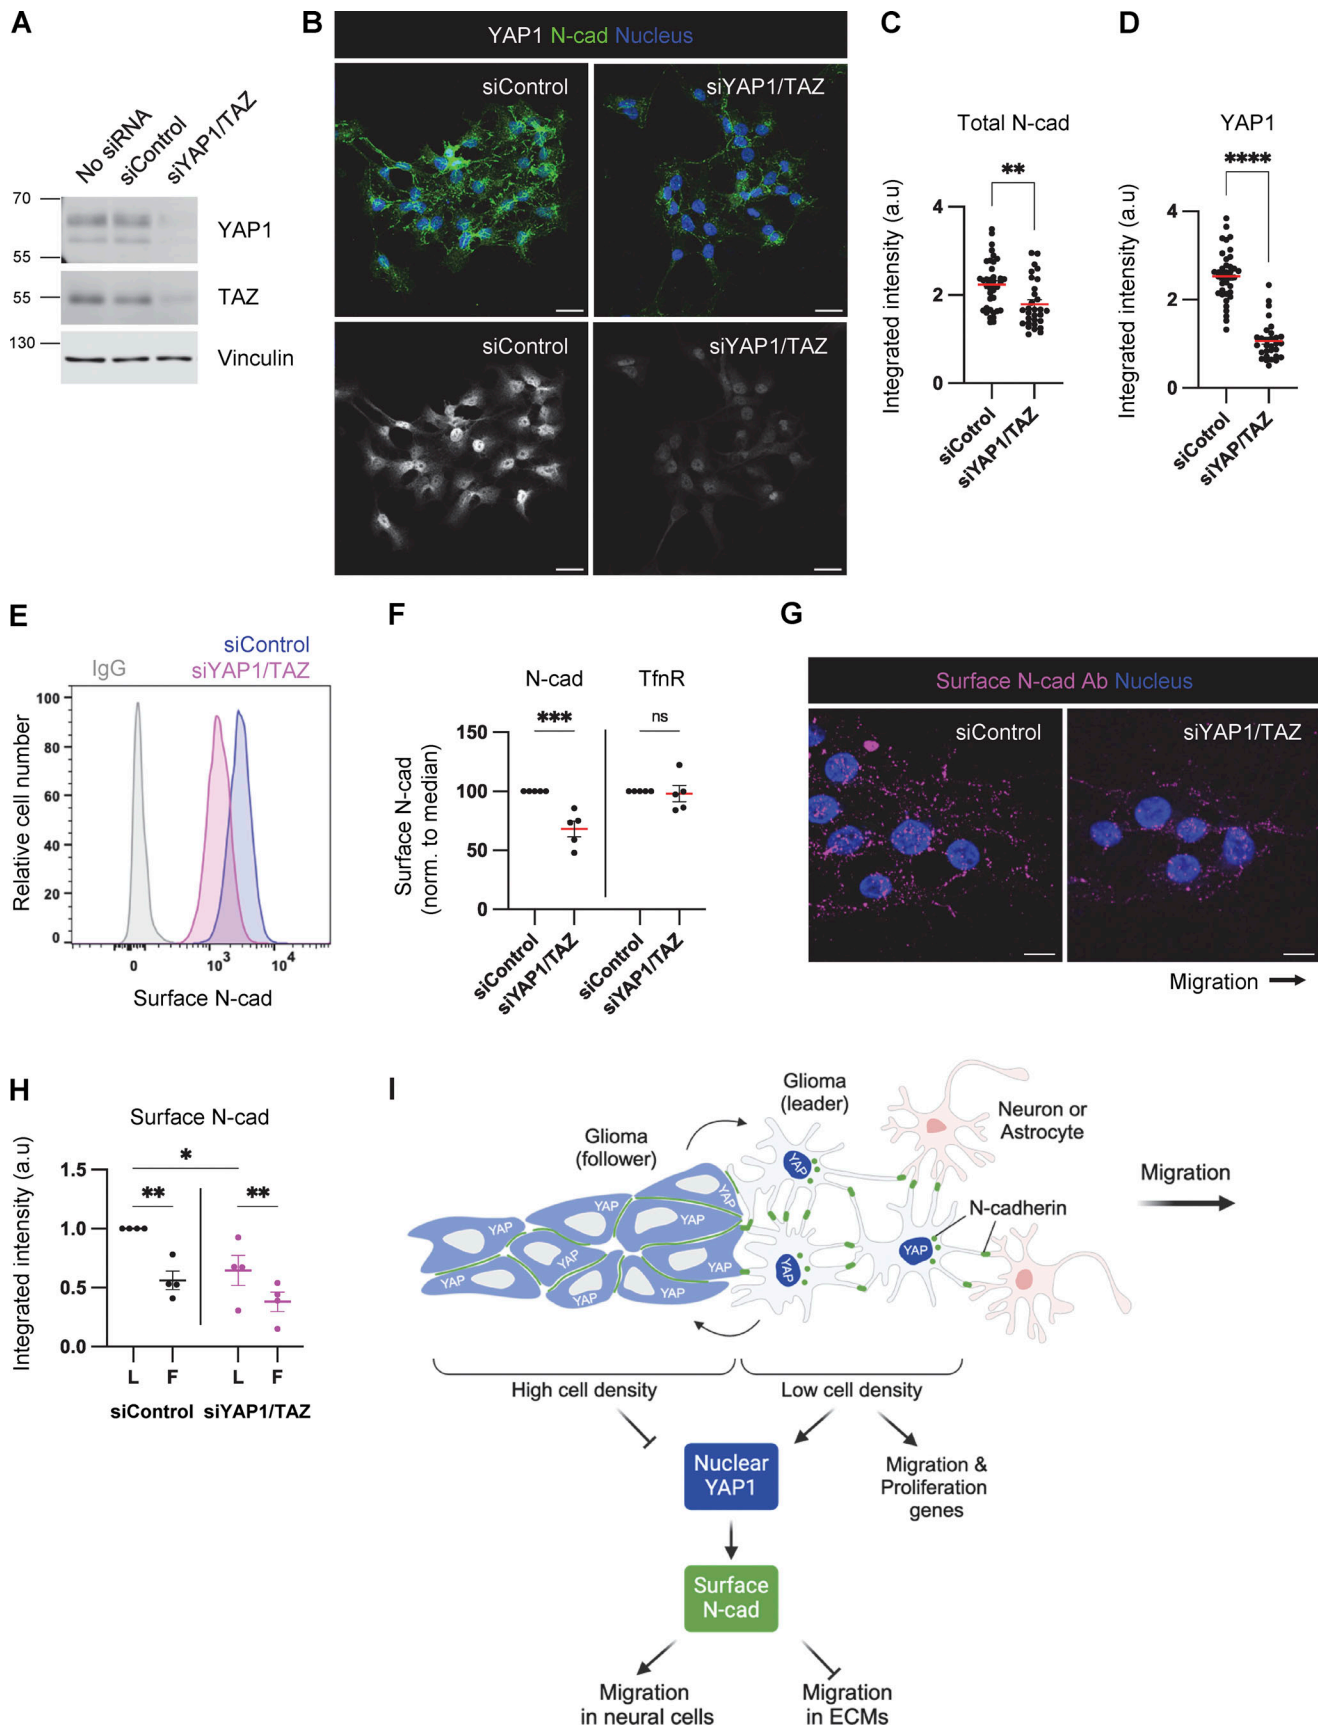 A
No siRNA
siControl
siYAP1/TAZ
70
55
YAP1
55
TAZ
130
Vinculin
B
YAP1 N-cad Nucleus
siControl
siYAP1/TAZ
siControl
siYAP1/TAZ
C
Total N-cad
**
Integrated intensity (a.u)
4
2
0
siCotrol
siYAP1/TAZ
D
YAP1
****
Integrated intensity (a.u)
4
2
0
siCotrol
siYAP/TAZ
E
siControl
IgG
siYAP1/TAZ
Relative cell number
100
80
60
40
20
0
0
10³
10⁴
Surface N-cad
F
N-cad
TfnR
***
ns
Surface N-cad
(norm. to median)
150
100
50
0
siControl
siYAP1/TAZ
siControl
siYAP1/TAZ
G
Surface N-cad Ab Nucleus
siControl
siYAP1/TAZ
Migration
H
Surface N-cad
*
**
**
Integrated intensity (a.u)
1.5
1.0
0.5
0.0
L
F
L
F
siControl
siYAP1/TAZ
I
Glioma
(leader)
Glioma
(follower)
Neuron or
Astrocyte
Migration
N-cadherin
YAP
YAP
YAP
YAP
YAP
YAP
YAP
YAP
YAP
YAP
YAP
High cell density
Low cell density
Nuclear
YAP1
Migration &
Proliferation
genes
Surface
N-cad
Migration
in neural cells
Migration
in ECMs